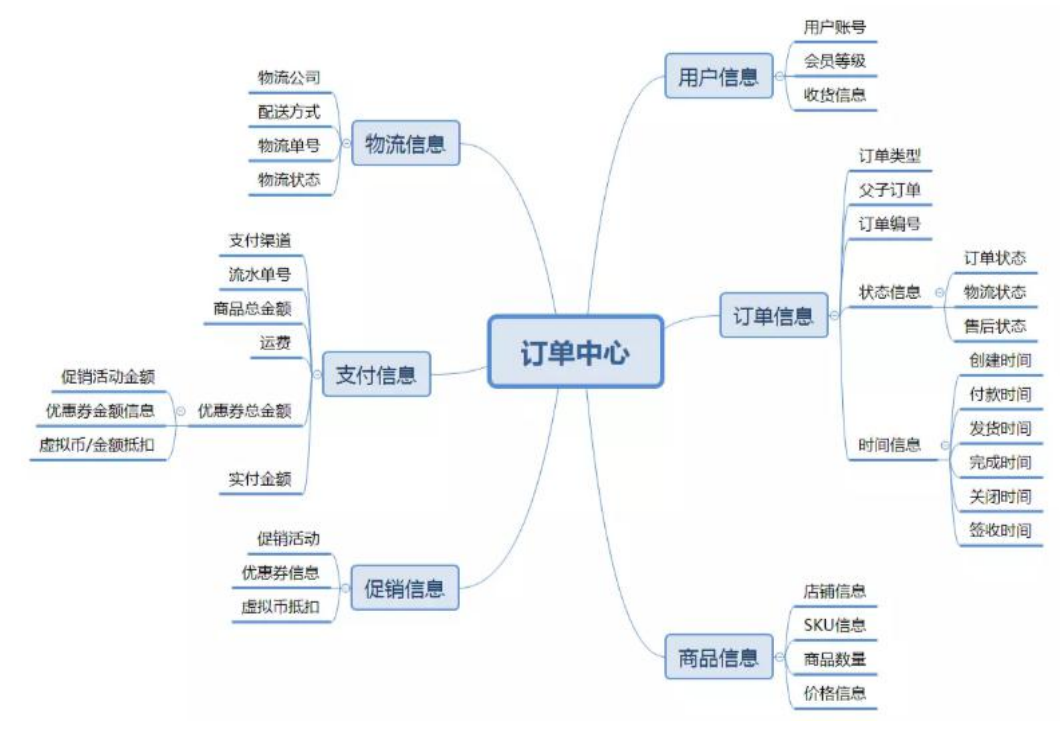 订单中心
用户信息
用户账号
会员等级
收货信息
订单信息
订单类型
父子订单
订单编号
状态信息
订单状态
物流状态
售后状态
时间信息
创建时间
付款时间
发货时间
完成时间
关闭时间
签收时间
商品信息
店铺信息
SKU信息
商品数量
价格信息
物流信息
物流公司
配送方式
物流单号
物流状态
支付信息
支付渠道
流水单号
商品总金额
运费
优惠券总金额
促销活动金额
优惠券金额信息
虚拟币/金额抵扣
实付金额
促销信息
促销活动
优惠券信息
虚拟币抵扣